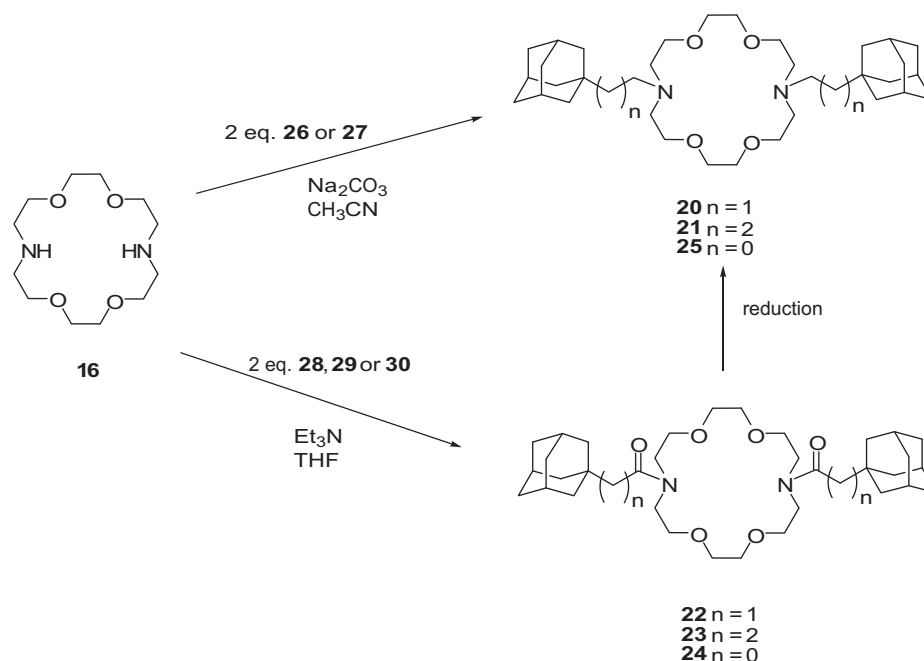 O O
N N
( )n ( )n
O O
2 eq. 26 or 27
Na2CO3
CH3CN
20 n = 1
21 n = 2
25 n = 0
O O
NH HN
O O
16
reduction
2 eq. 28, 29 or 30
Et3N
THF
O O O O
( )n N N ( )n
O O
22 n = 1
23 n = 2
24 n = 0